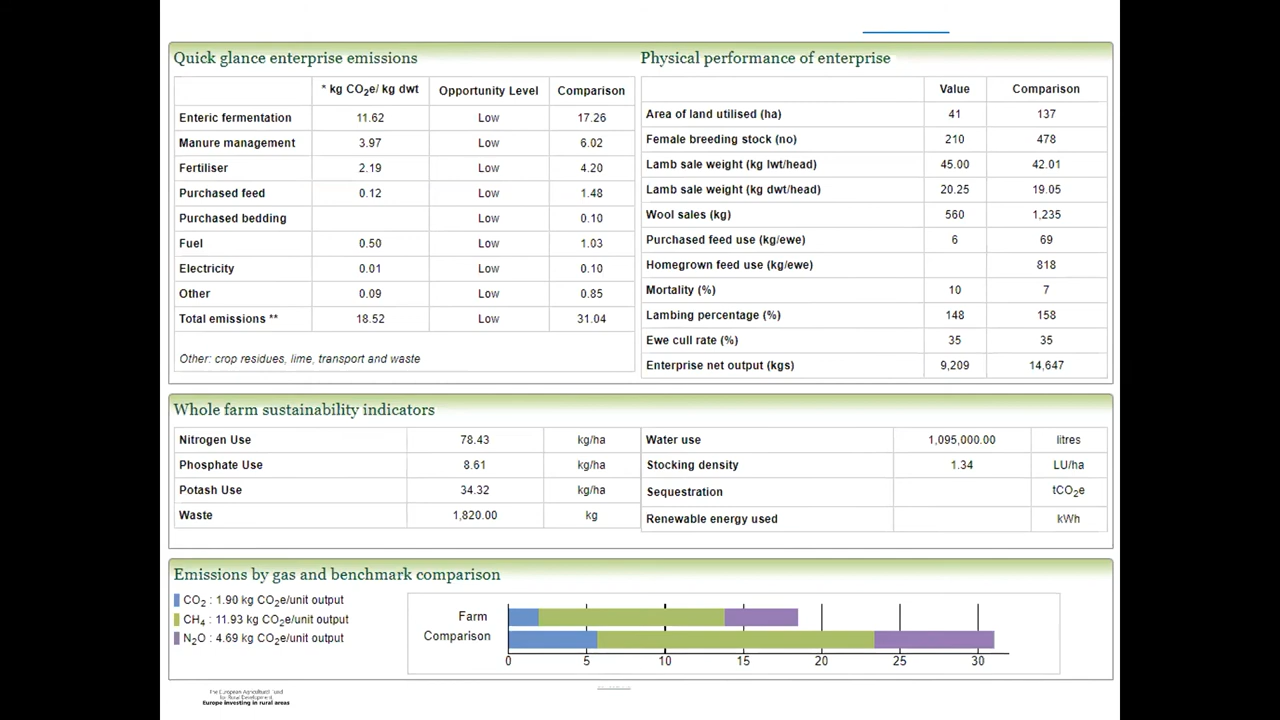 Quick glance enterprise emissions
* kg CO₂e/ kg dwt Opportunity Level Comparison
Enteric fermentation 11.62 Low 17.26
Manure management 3.97 Low 6.02
Fertiliser 2.19 Low 4.20
Purchased feed 0.12 Low 1.48
Purchased bedding Low 0.10
Fuel 0.50 Low 1.03
Electricity 0.01 Low 0.10
Other 0.09 Low 0.85
Total emissions ** 18.52 Low 31.04
Other: crop residues, lime, transport and waste
Physical performance of enterprise
Value Comparison
Area of land utilised (ha) 41 137
Female breeding stock (no) 210 478
Lamb sale weight (kg lwt/head) 45.00 42.01
Lamb sale weight (kg dwt/head) 20.25 19.05
Wool sales (kg) 560 1,235
Purchased feed use (kg/ewe) 6 69
Homegrown feed use (kg/ewe) 818
Mortality (%) 10 7
Lambing percentage (%) 148 158
Ewe cull rate (%) 35 35
Enterprise net output (kgs) 9,209 14,647
Whole farm sustainability indicators
Nitrogen Use 78.43 kg/ha
Phosphate Use 8.61 kg/ha
Potash Use 34.32 kg/ha
Waste 1,820.00 kg
Water use 1,095,000.00 litres
Stocking density 1.34 LU/ha
Sequestration tCO₂e
Renewable energy used kWh
Emissions by gas and benchmark comparison
CO₂ : 1.90 kg CO₂e/unit output
CH₄ : 11.93 kg CO₂e/unit output
N₂O : 4.69 kg CO₂e/unit output
Farm
Comparison
0 5 10 15 20 25 30
The European Agricultural Fund
for Rural Development
Europe investing in rural areas